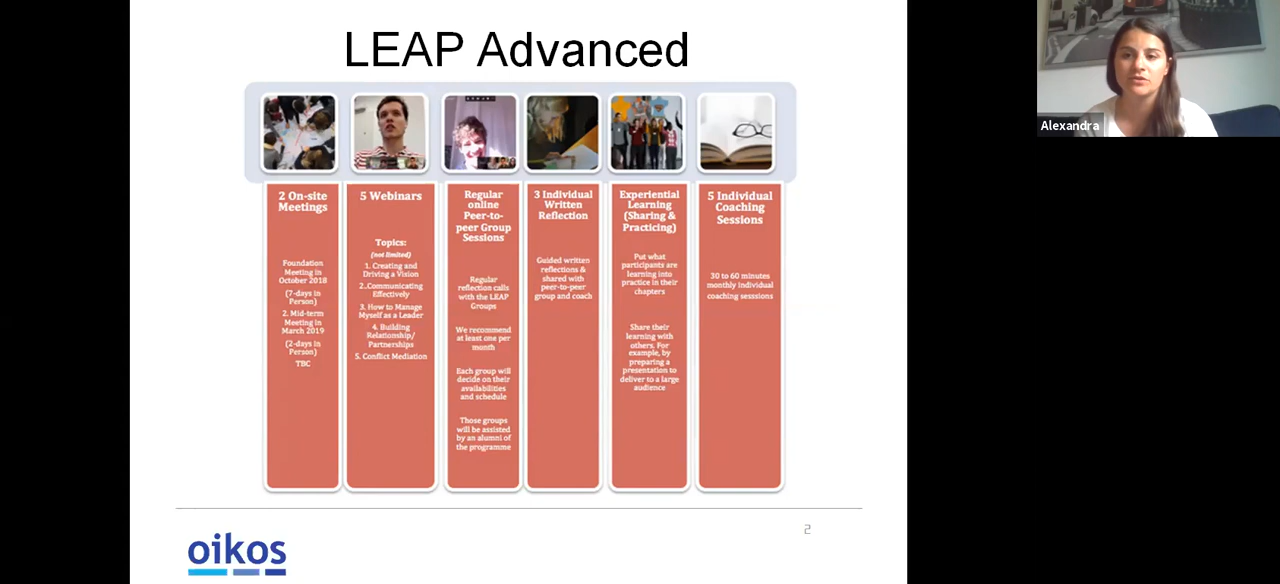 LEAP Advanced
Alexandra
2 On-site
Meetings
Foundation
Meeting in
October 2018
(7-days in
Person)
2. Mid-term
Meeting in
March 2019
(2-days in
Person)
TBC
5 Webinars
Topics:
(not limited)
1. Creating and
Driving a Vision
2..Communicating
Effectively
3. How to Manage
Myself as a Leader
4. Building
Relationship/
Partnerships
5. Conflict Mediation
Regular
online
Peer-to-
peer Group
Sessions
Regular
reflection calls
with the LEAP
Groups
We recommend
at least one per
month
Each group will
decide on their
availabilities
and schedule
Those groups
will be assisted
by an alumni of
the programme
3 Individual
Written
Reflection
Guided written
reflections &
shared with
peer-to-peer
group and coach
Experiential
Learning
(Sharing &
Practicing)
Put what
participants are
learning into
practice in their
chapters
Share their
learning with
others. For
example, by
preparing a
presentation to
deliver to a large
audience
5 Individual
Coaching
Sessions
30 to 60 minutes
monthly individual
coaching sesssions
2
oikos